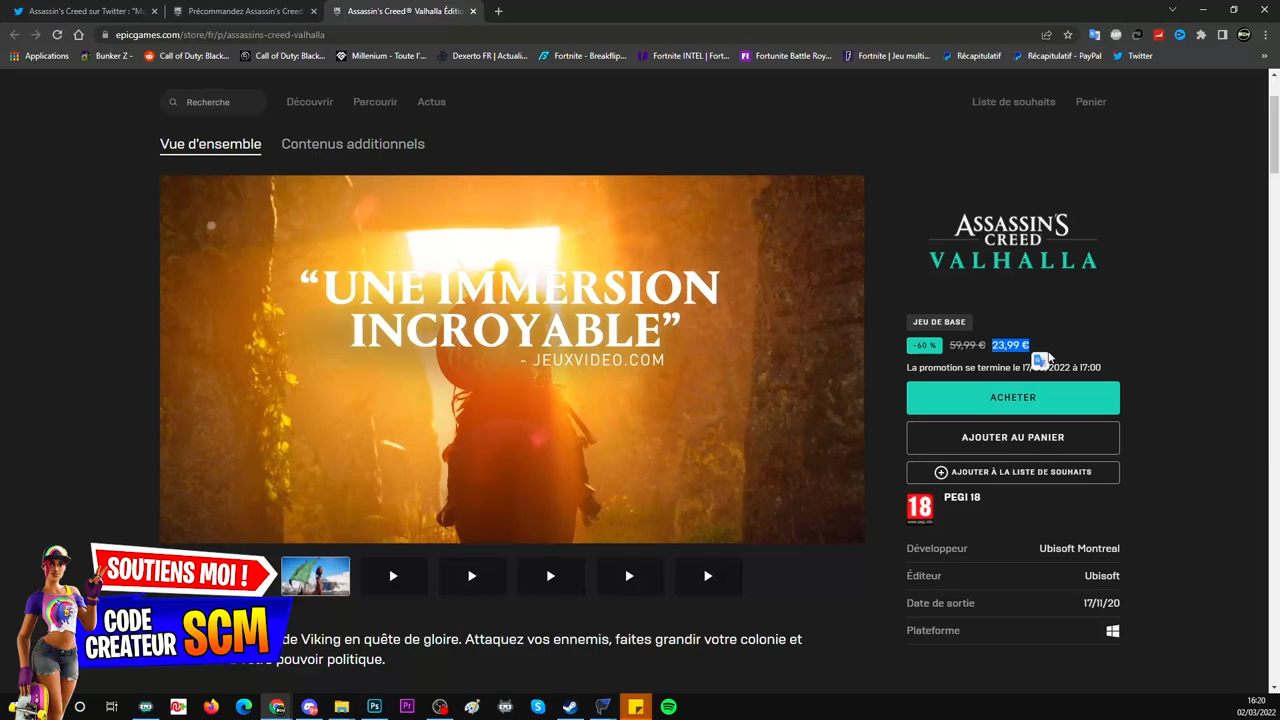 Assassin's Creed sur Twitter : "Ma
Précommandez Assassin's Creed
Assassin's Creed® Valhalla Éditio
epicgames.com/store/fr/p/assassins-creed-valhalla
Applications
Bunker Z -
Call of Duty: Black...
Call of Duty: Black...
Millenium - Toute l'...
Dexerto FR | Actuali...
Fortnite - Breakflip...
Fortnite INTEL | Fort...
Fortunite Battle Roy...
Fortnite | Jeu multi...
Récapitulatif
Récapitulatif - PayPal
Twitter
Recherche
Découvrir
Parcourir
Actus
Liste de souhaits
Panier
Vue d'ensemble
Contenus additionnels
“UNE IMMERSION
INCROYABLE”
- JEUXVIDEO.COM
ASSASSIN'S
CREED
VALHALLA
JEU DE BASE
-60 % 59,99 € 23,99 €
La promotion se termine le 17/ 2022 à 17:00
ACHETER
AJOUTER AU PANIER
AJOUTER À LA LISTE DE SOUHAITS
18 PEGI 18
Développeur Ubisoft Montreal
Éditeur Ubisoft
Date de sortie 17/11/20
Plateforme
SOUTIENS MOI !
CODE
CREATEUR SCM
de Viking en quête de gloire. Attaquez vos ennemis, faites grandir votre colonie et
votre pouvoir politique.
16:20
02/03/2022